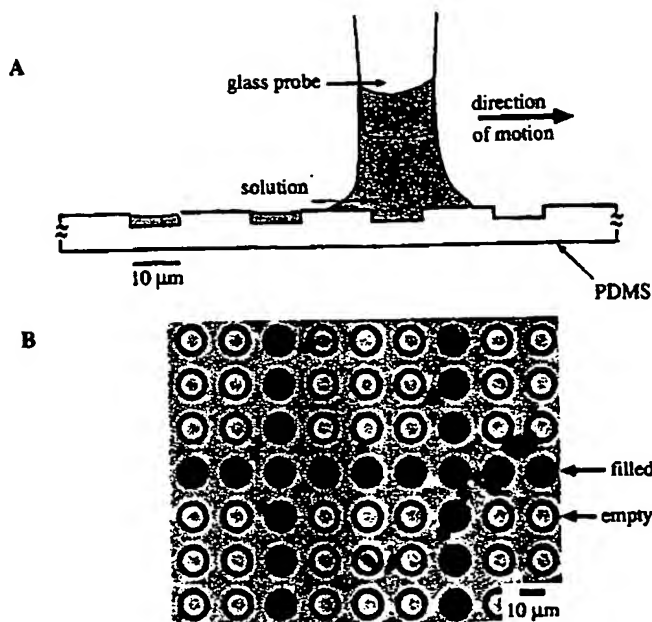 A
glass probe
direction
of motion
solution
10 µm
PDMS
B
filled
empty
10 µm